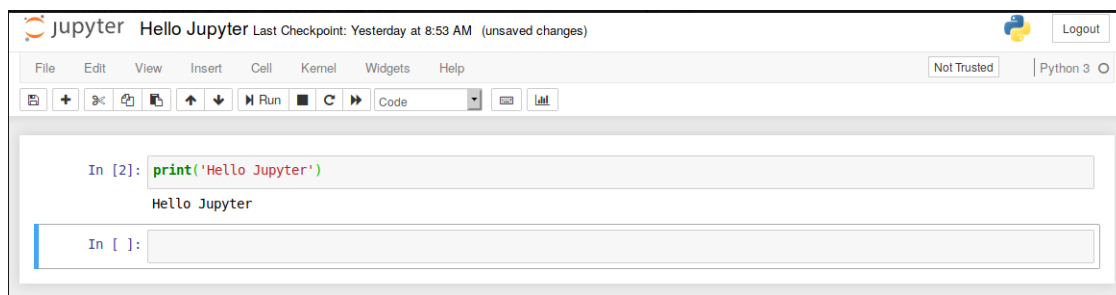 jupyter Hello Jupyter Last Checkpoint: Yesterday at 8:53 AM (unsaved changes) Logout
File Edit View Insert Cell Kernel Widgets Help Not Trusted Python 3
Run Code
In [2]: print('Hello Jupyter')
Hello Jupyter
In [ ]: